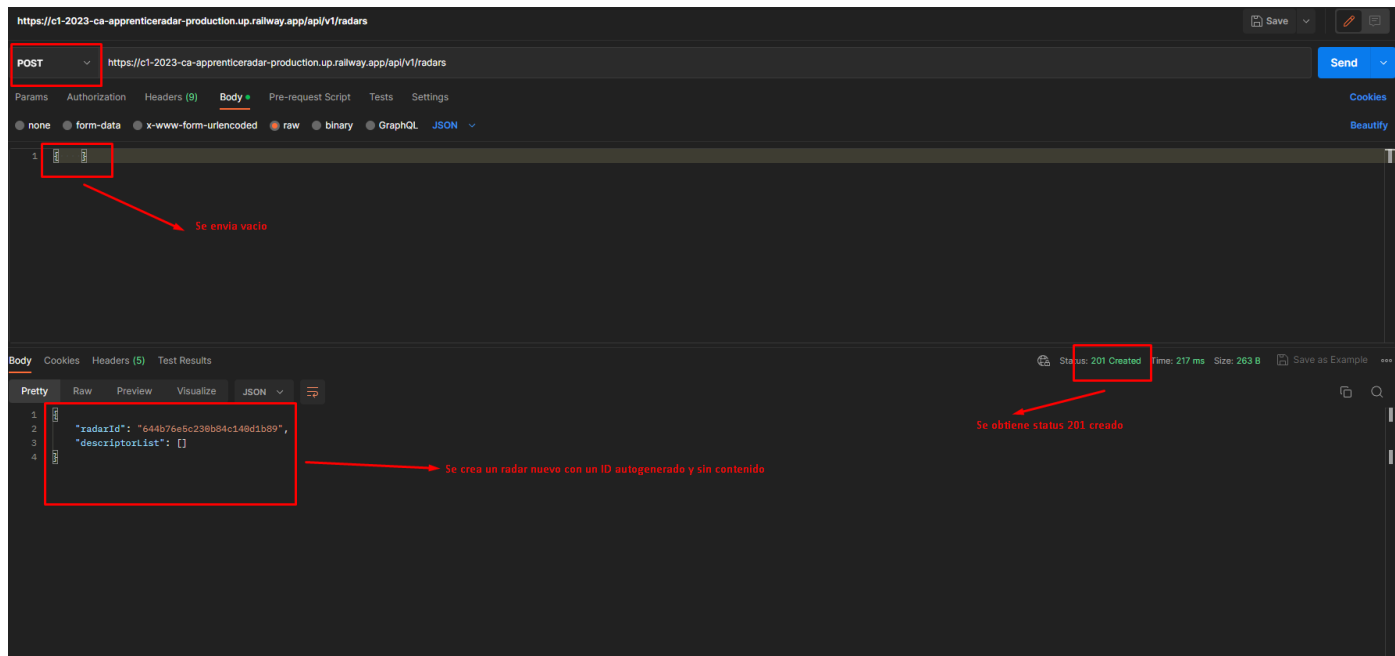 https://c1-2023-ca-apprenticeradar-production.up.railway.app/api/v1/radars
Save
POST
https://c1-2023-ca-apprenticeradar-production.up.railway.app/api/v1/radars
Send
Params Authorization Headers (9) Body Pre-request Script Tests Settings
Cookies
none form-data x-www-form-urlencoded raw binary GraphQL JSON
Beautify
1 { }
Se envia vacio
Body Cookies Headers (5) Test Results
Status: 201 Created Time: 217 ms Size: 263 B Save as Example
Pretty Raw Preview Visualize JSON
1 {
2 "radarId": "644b76e5c230b84c140d1b89",
3 "descriptorList": []
4 }
Se obtiene status 201 creado
Se crea un radar nuevo con un ID autogenerado y sin contenido